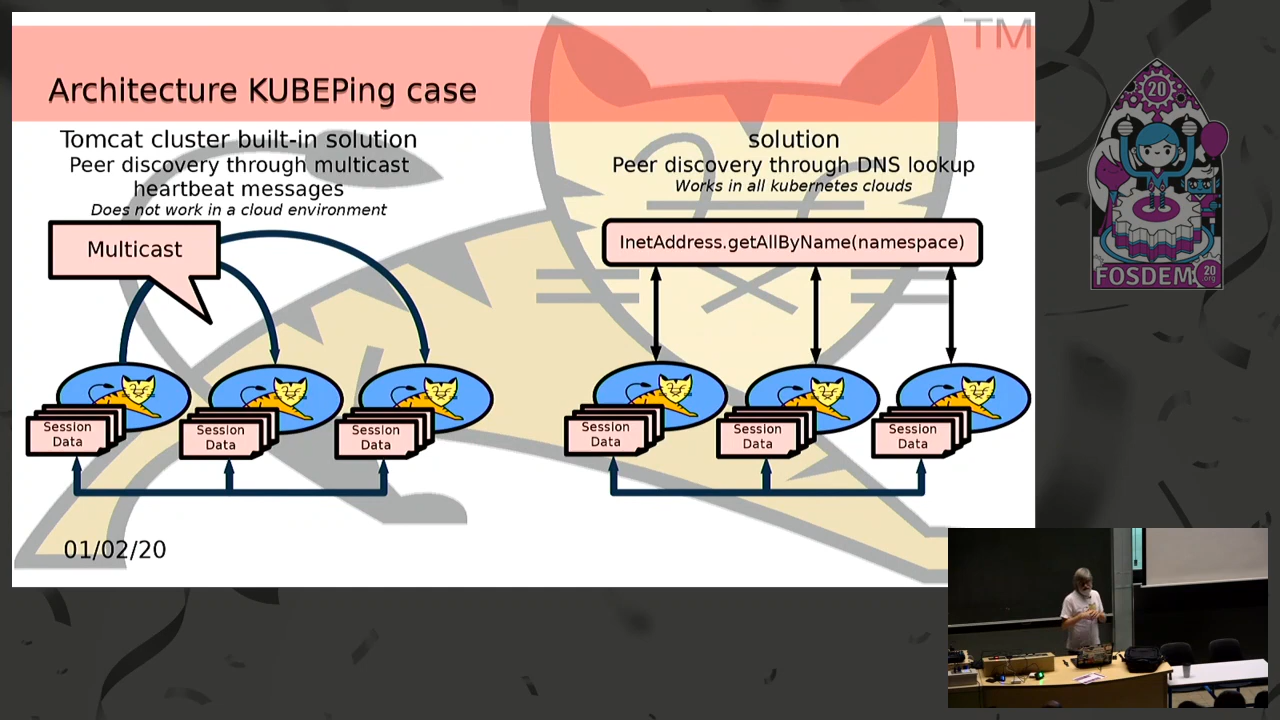 TM
Architecture KUBEPing case
Tomcat cluster built-in solution
Peer discovery through multicast
heartbeat messages
Does not work in a cloud environment
Multicast
Session
Data
Session
Data
Session
Data
solution
Peer discovery through DNS lookup
Works in all kubernetes clouds
InetAddress.getAllByName(namespace)
Session
Data
Session
Data
Session
Data
01/02/20
20
FOSDEM
20
.org